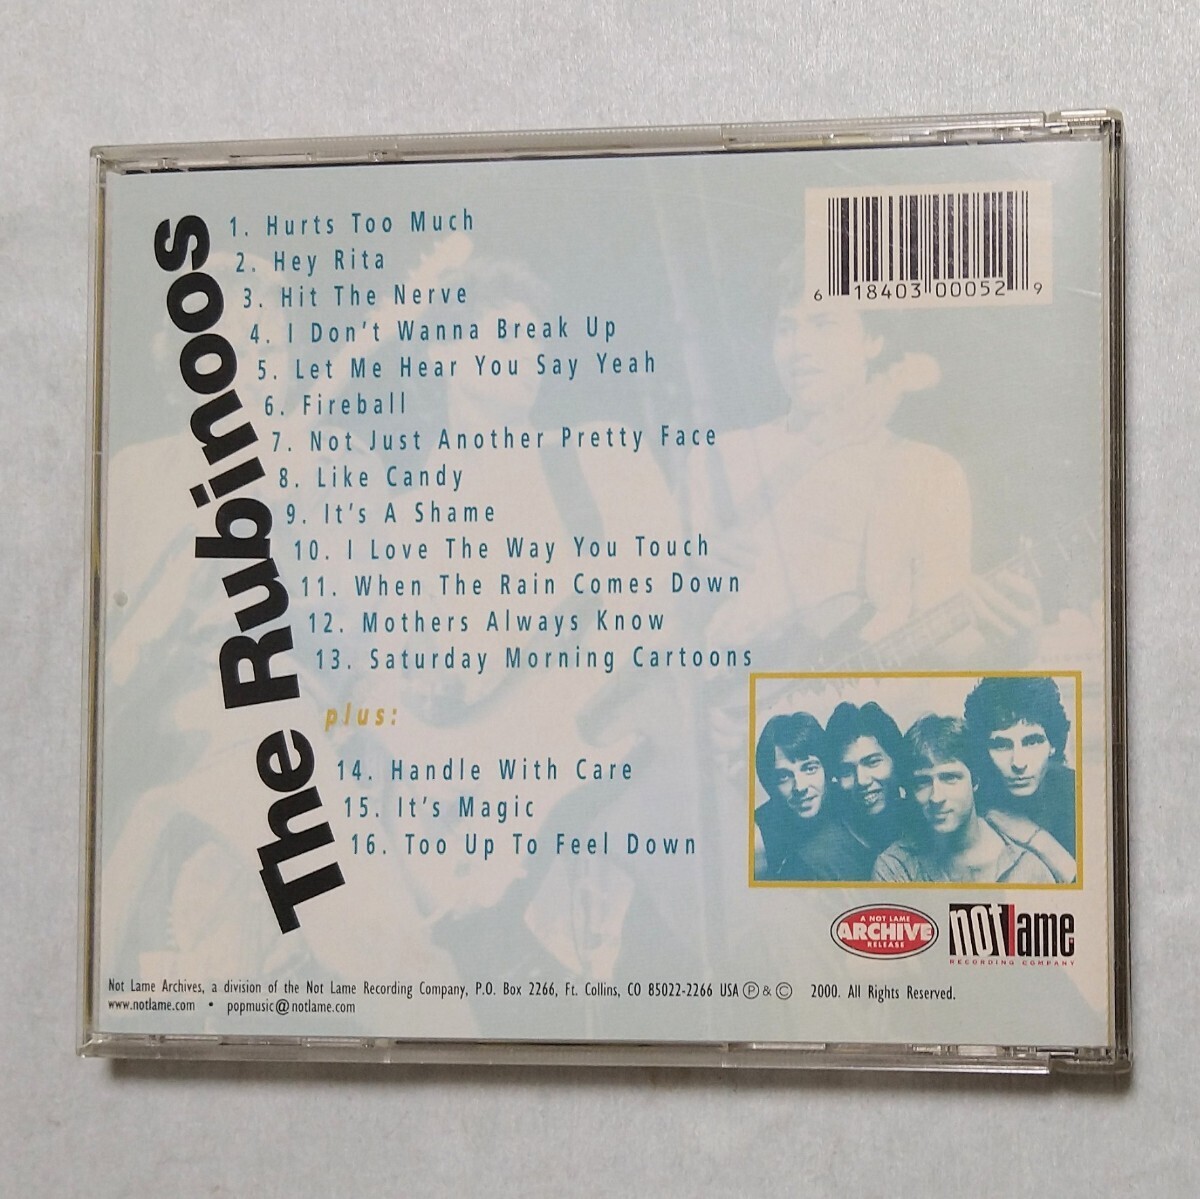 The Rubinoos
1. Hurts Too Much
2. Hey Rita
3. Hit The Nerve
4. I Don't Wanna Break Up
5. Let Me Hear You Say Yeah
6. Fireball
7. Not Just Another Pretty Face
8. Like Candy
9. It's A Shame
10. I Love The Way You Touch
11. When The Rain Comes Down
12. Mothers Always Know
13. Saturday Morning Cartoons
plus:
14. Handle With Care
15. It's Magic
16. Too Up To Feel Down
6 18403 00052 9
A NOT LAME
ARCHIVE
RELEASE
notlame
RECORDING COMPANY
Not Lame Archives, a division of the Not Lame Recording Company, P.O. Box 2266, Ft. Collins, CO 85022-2266 USA Ⓟ & © 2000. All Rights Reserved.
www.notlame.com • popmusic@notlame.com